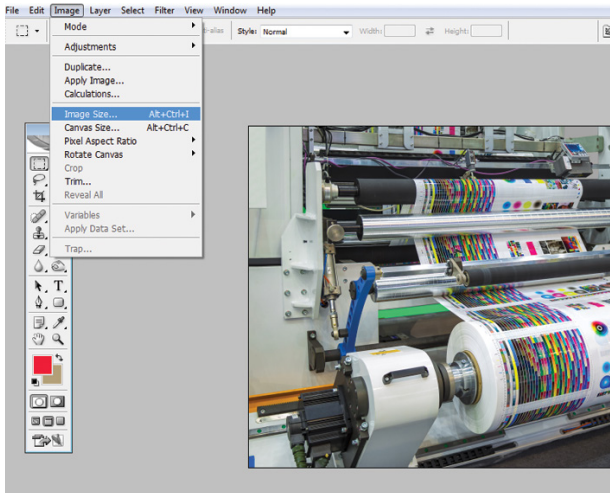 File Edit Image Layer Select Filter View Window Help
Mode
Adjustments
Duplicate...
Apply Image...
Calculations...
Image Size... Alt+Ctrl+I
Canvas Size... Alt+Ctrl+C
Pixel Aspect Ratio
Rotate Canvas
Crop
Trim...
Reveal All
Variables
Apply Data Set...
Trap...
Style: Normal Width: Height:
T